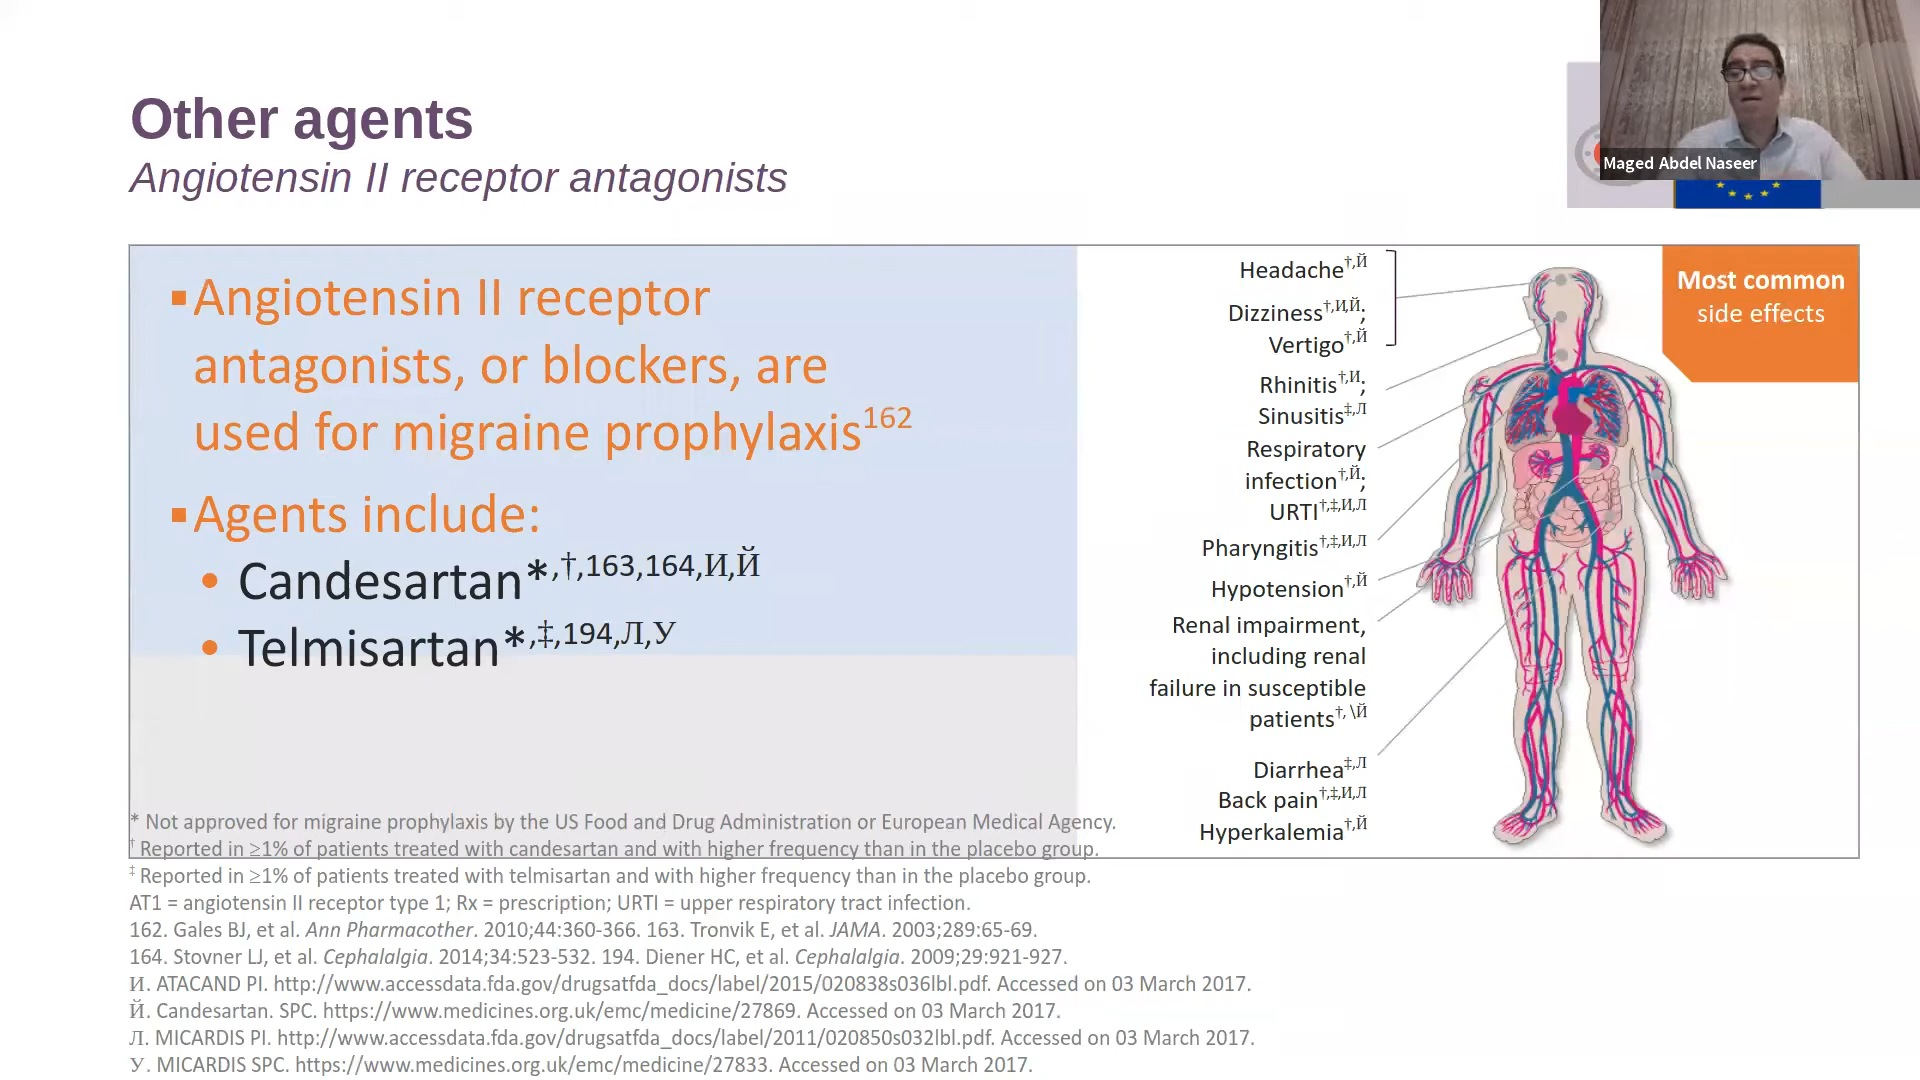 Other agents
Angiotensin II receptor antagonists
Maged Abdel Naseer
▪Angiotensin II receptor
antagonists, or blockers, are
used for migraine prophylaxis162
▪Agents include:
• Candesartan*,†,163,164,И,Й
• Telmisartan*,‡,194,Л,У
Headache†,Й
Dizziness†,И,Й;
Vertigo†,Й
Rhinitis†,И;
Sinusitis‡,Л
Respiratory
infection†,Й;
URTI†,‡,И,Л
Pharyngitis†,‡,И,Л
Hypotension†,Й
Renal impairment,
including renal
failure in susceptible
patients†, \Й
Diarrhea‡,Л
Back pain†,‡,И,Л
Hyperkalemia†,Й
Most common
side effects
* Not approved for migraine prophylaxis by the US Food and Drug Administration or European Medical Agency.
† Reported in ≥1% of patients treated with candesartan and with higher frequency than in the placebo group.
‡ Reported in ≥1% of patients treated with telmisartan and with higher frequency than in the placebo group.
AT1 = angiotensin II receptor type 1; Rx = prescription; URTI = upper respiratory tract infection.
162. Gales BJ, et al. Ann Pharmacother. 2010;44:360-366. 163. Tronvik E, et al. JAMA. 2003;289:65-69.
164. Stovner LJ, et al. Cephalalgia. 2014;34:523-532. 194. Diener HC, et al. Cephalalgia. 2009;29:921-927.
И. ATACAND PI. http://www.accessdata.fda.gov/drugsatfda_docs/label/2015/020838s036lbl.pdf. Accessed on 03 March 2017.
Й. Candesartan. SPC. https://www.medicines.org.uk/emc/medicine/27869. Accessed on 03 March 2017.
Л. MICARDIS PI. http://www.accessdata.fda.gov/drugsatfda_docs/label/2011/020850s032lbl.pdf. Accessed on 03 March 2017.
У. MICARDIS SPC. https://www.medicines.org.uk/emc/medicine/27833. Accessed on 03 March 2017.